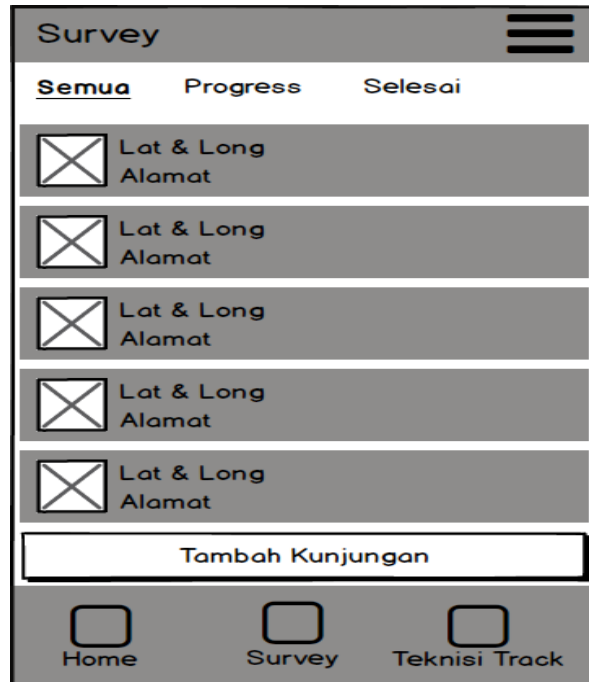 Survey
Semua Progress Selesai
Lat & Long
Alamat
Lat & Long
Alamat
Lat & Long
Alamat
Lat & Long
Alamat
Lat & Long
Alamat
Tambah Kunjungan
Home Survey Teknisi Track